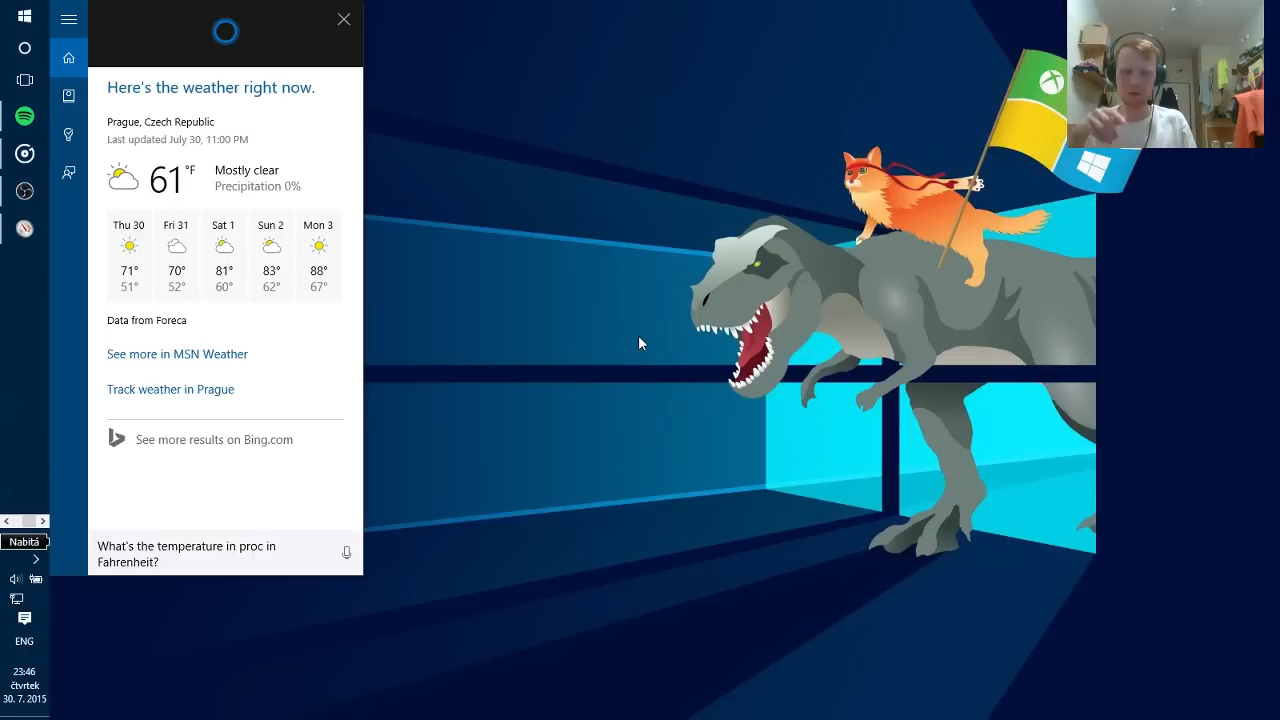 Here's the weather right now.
Prague, Czech Republic
Last updated July 30, 11:00 PM
61 °F
Mostly clear
Precipitation 0%
Thu 30 Fri 31 Sat 1 Sun 2 Mon 3
71° 70° 81° 83° 88°
51° 52° 60° 62° 67°
Data from Foreca
See more in MSN Weather
Track weather in Prague
See more results on Bing.com
What's the temperature in proc in
Fahrenheit?
Nabitá
ENG
23:46
čtvrtek
30. 7. 2015